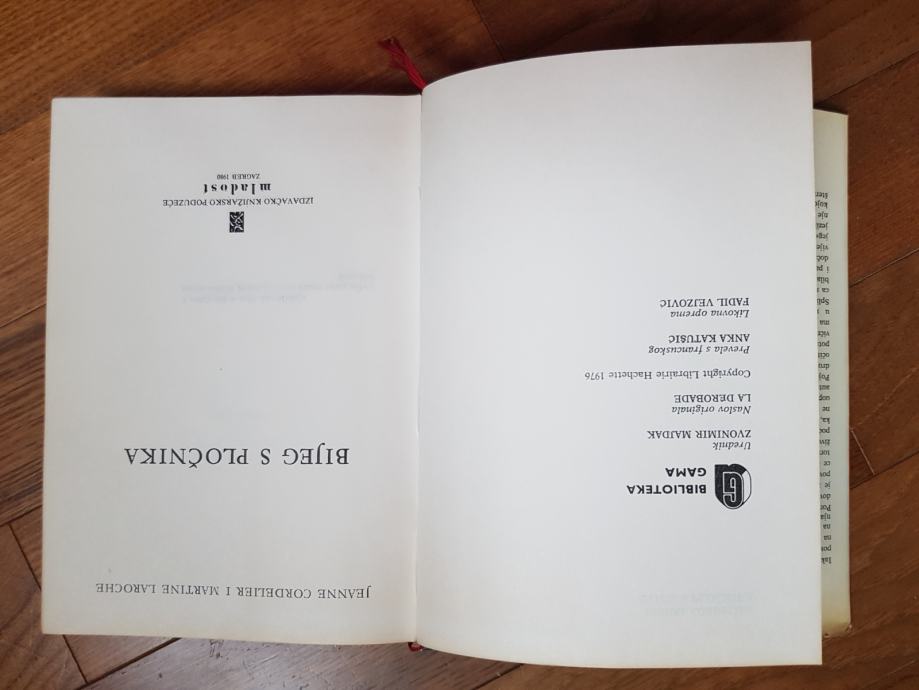 BIBLIOTEKA
GAMA
Urednik
ZVONIMIR MAJDAK
Naslov originala
LA DEROBADE
Copyright Librairie Hachette 1976
Prevela s francuskog
ANKA KATUŠIĆ
Likovna oprema
FADIL VEJZOVIĆ
JEANNE CORDELIER I MARTINE LAROCHE
BIJEG S PLOČNIKA
IZDAVAČKO KNJIŽARSKO PODUZEĆE
mladost
ZAGREB 1980